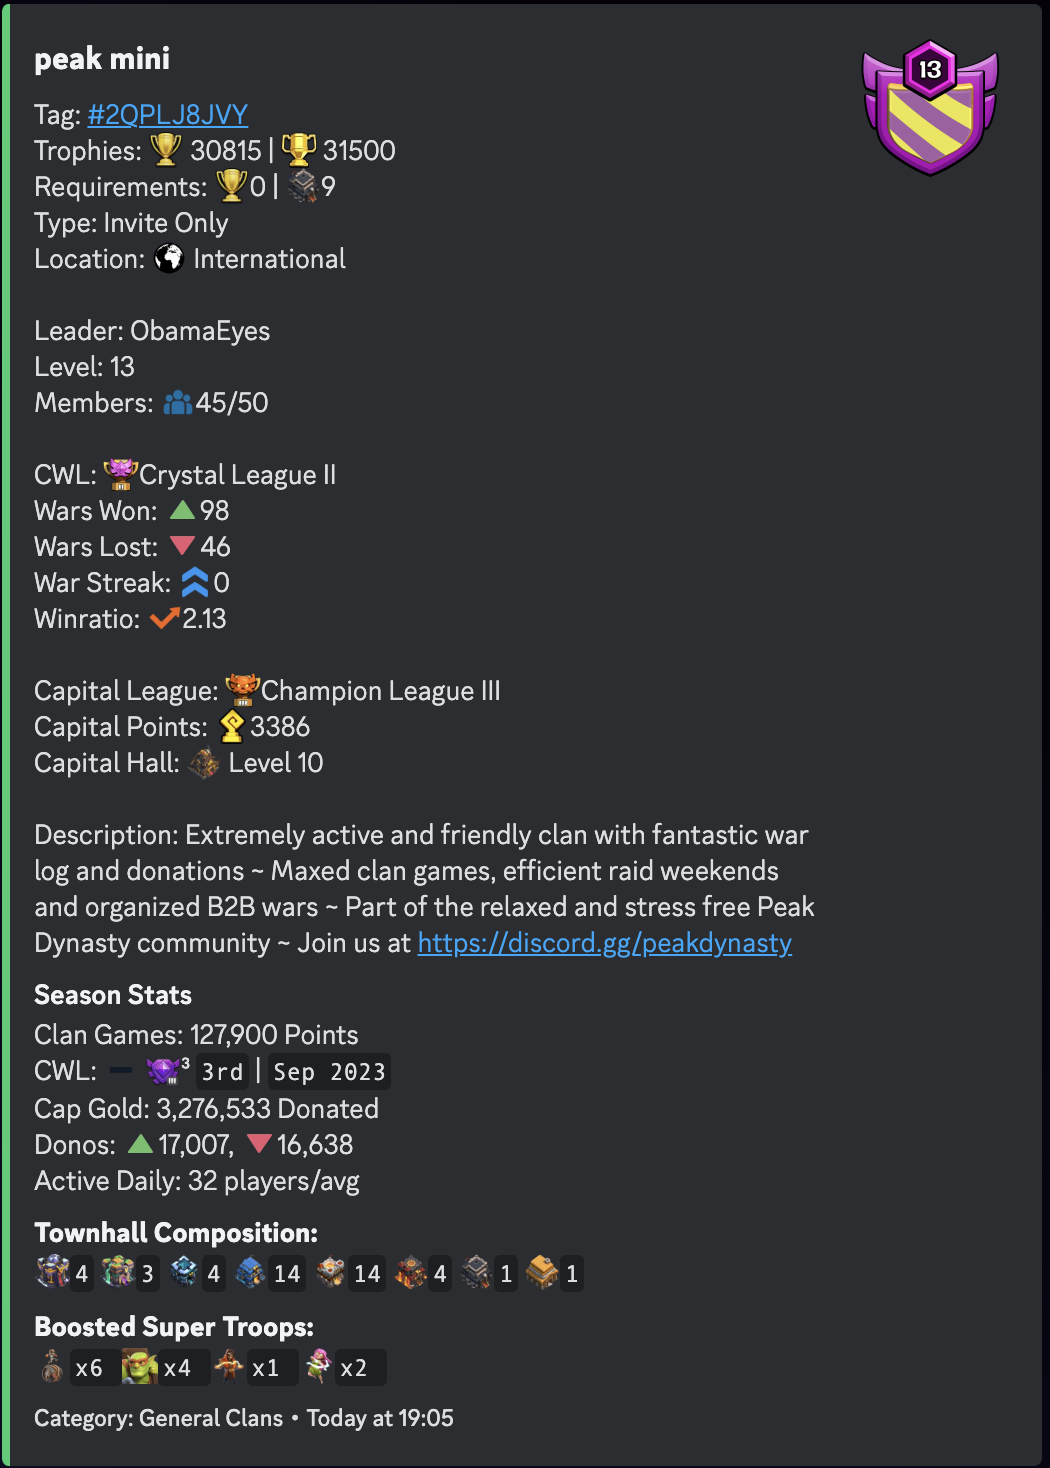 peak mini
13
Tag: #2QPLJ8JVY
Trophies: 30815 | 31500
Requirements: 0 | 9
Type: Invite Only
Location: International
Leader: ObamaEyes
Level: 13
Members: 45/50
CWL: Crystal League II
Wars Won: 98
Wars Lost: 46
War Streak: 0
Winratio: 2.13
Capital League: Champion League III
Capital Points: 3386
Capital Hall: Level 10
Description: Extremely active and friendly clan with fantastic war
log and donations ~ Maxed clan games, efficient raid weekends
and organized B2B wars ~ Part of the relaxed and stress free Peak
Dynasty community ~ Join us at https://discord.gg/peakdynasty
Season Stats
Clan Games: 127,900 Points
CWL: 3 3rd | Sep 2023
Cap Gold: 3,276,533 Donated
Donos: 17,007, 16,638
Active Daily: 32 players/avg
Townhall Composition:
4 3 4 14 14 4 1 1
Boosted Super Troops:
x6 x4 x1 x2
Category: General Clans • Today at 19:05